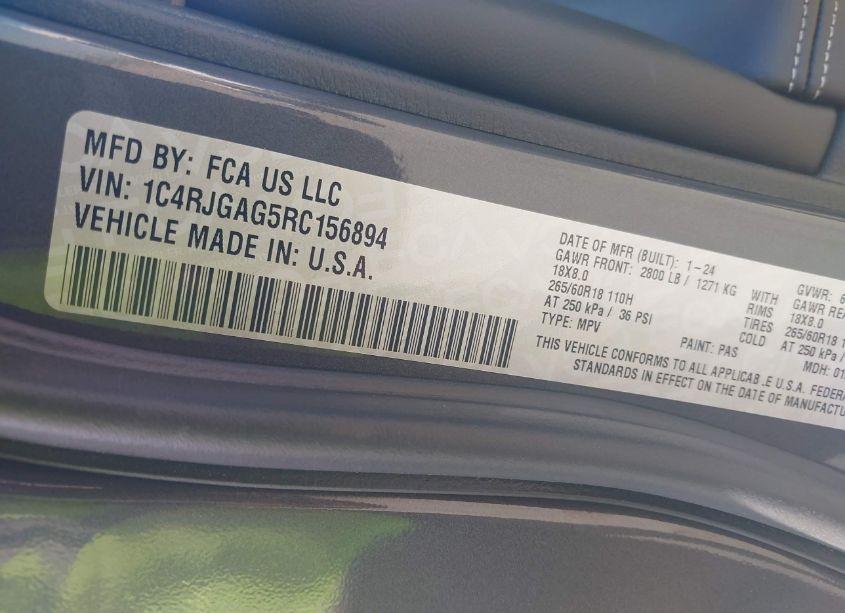 MFD BY: FCA US LLC
VIN: 1C4RJGAG5RC156894
VEHICLE MADE IN: U.S.A.
DATE OF MFR (BUILT): 1-24
GAWR FRONT: 2800 LB / 1271 KG
18X8.0
265/60R18 110H
AT 250 kPa / 36 PSI
TYPE: MPV
WITH
RIMS
TIRES
COLD
GVWR: 6
GAWR REA
18X8.0
265/60R18 1
AT 250 kPa /
PAINT: PAS
MDH: 01
THIS VEHICLE CONFORMS TO ALL APPLICAB.E U.S.A. FEDERA
STANDARDS IN EFFECT ON THE DATE OF MANUFACTU